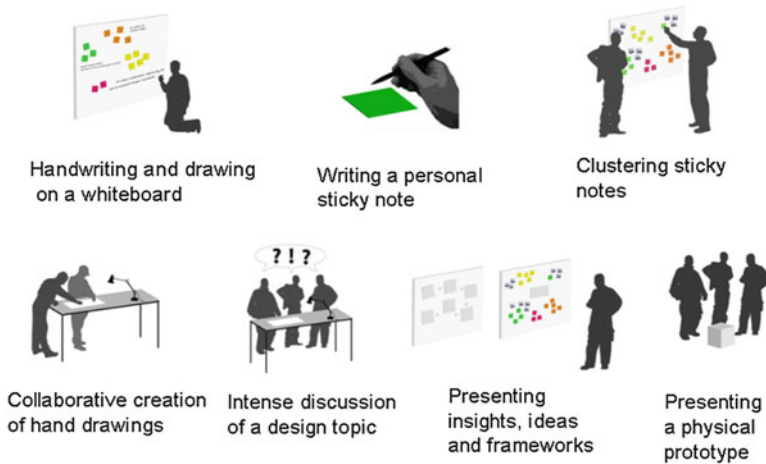 Handwriting and drawing
on a whiteboard
Writing a personal
sticky note
Clustering sticky
notes
? ! ?
Collaborative creation
of hand drawings
Intense discussion
of a design topic
Presenting
insights, ideas
and frameworks
Presenting
a physical
prototype